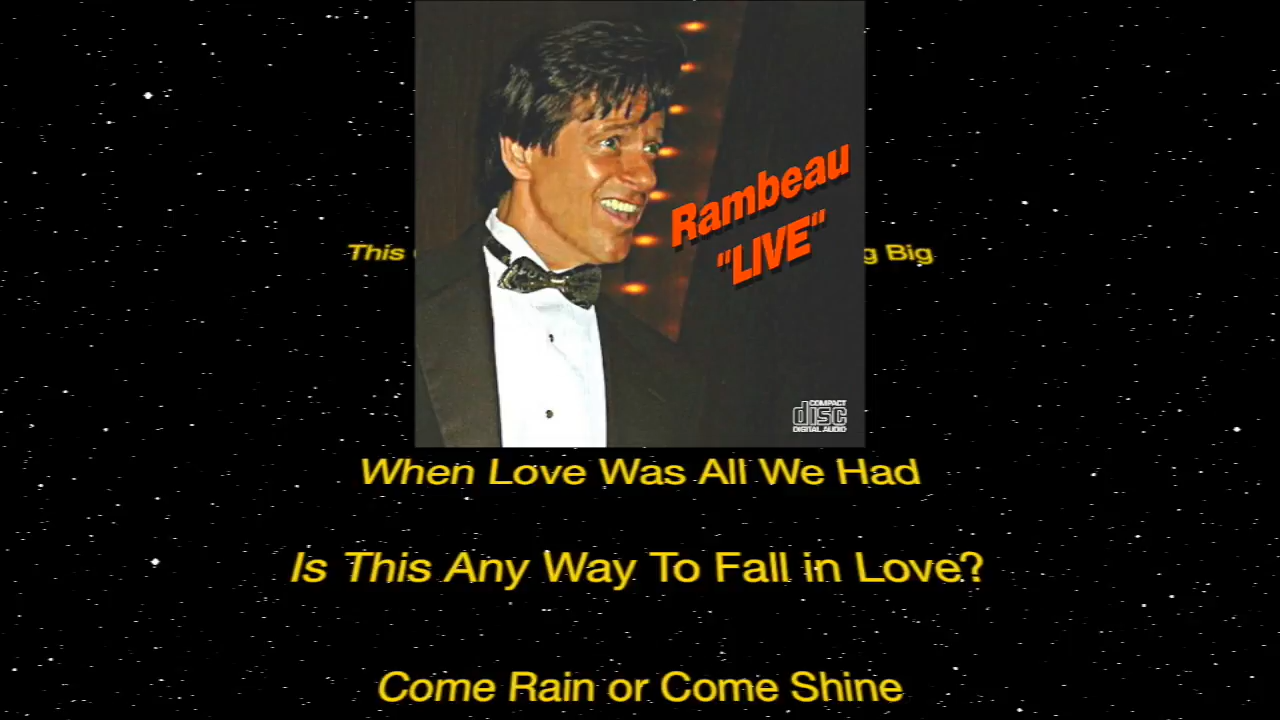 Rambeau
"LIVE"
This
g Big
COMPACT
disc
DIGITAL AUDIO
When Love Was All We Had
Is This Any Way To Fall in Love?
Come Rain or Come Shine